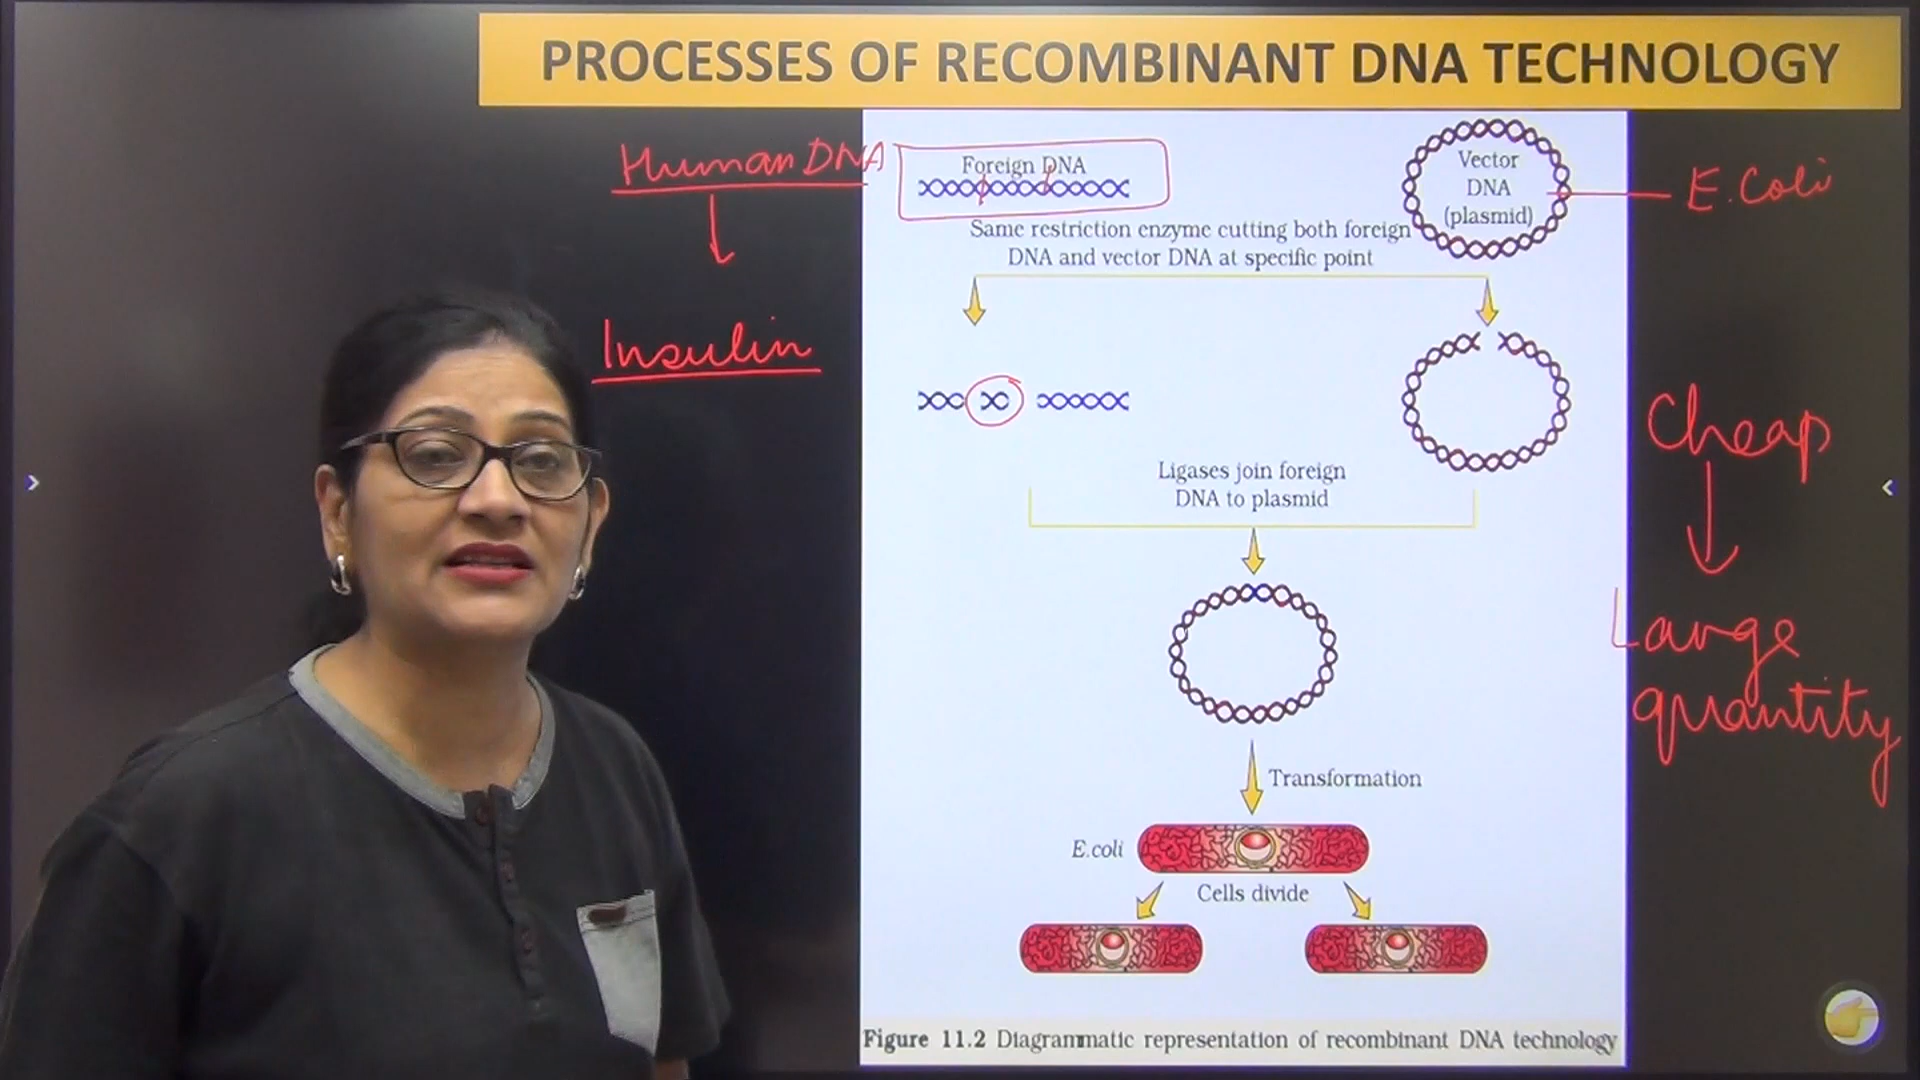 PROCESSES OF RECOMBINANT DNA TECHNOLOGY
Human DNA
Foreign DNA
Vector
DNA
(plasmid)
E.Coli
Same restriction enzyme cutting both foreign
DNA and vector DNA at specific point
Insulin
Cheap
Ligases join foreign
DNA to plasmid
Large
quantity
Transformation
E.coli
Cells divide
Figure 11.2 Diagrammatic representation of recombinant DNA technology